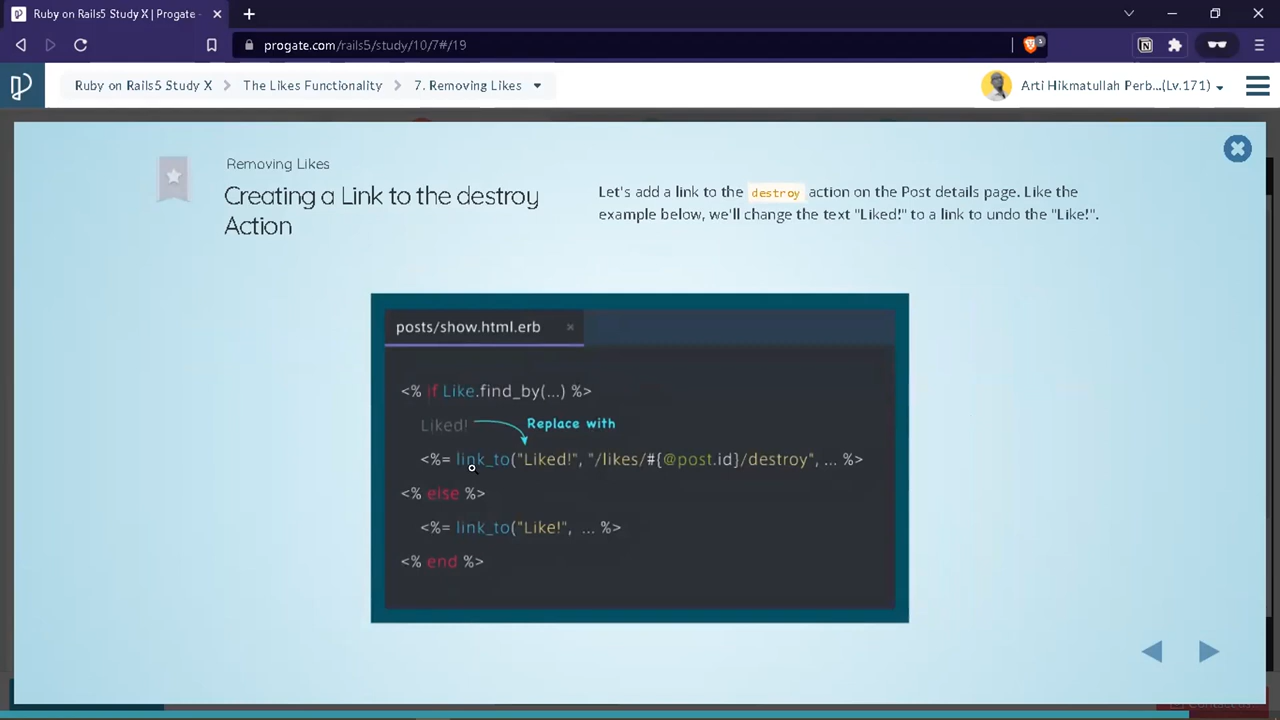 Ruby on Rails5 Study X | Progate -
progate.com/rails5/study/10/7#/19
3
Ruby on Rails5 Study X
The Likes Functionality
7. Removing Likes
Arti Hikmatullah Perb...(Lv.171)
Removing Likes
Creating a Link to the destroy
Action
Let's add a link to the destroy action on the Post details page. Like the
example below, we'll change the text "Liked!" to a link to undo the "Like!".
posts/show.html.erb
<% if Like.find_by(...) %>
Liked!
Replace with
<%= link_to("Liked!", "/likes/#{@post.id}/destroy", ... %>
<% else %>
<%= link_to("Like!", ... %>
<% end %>